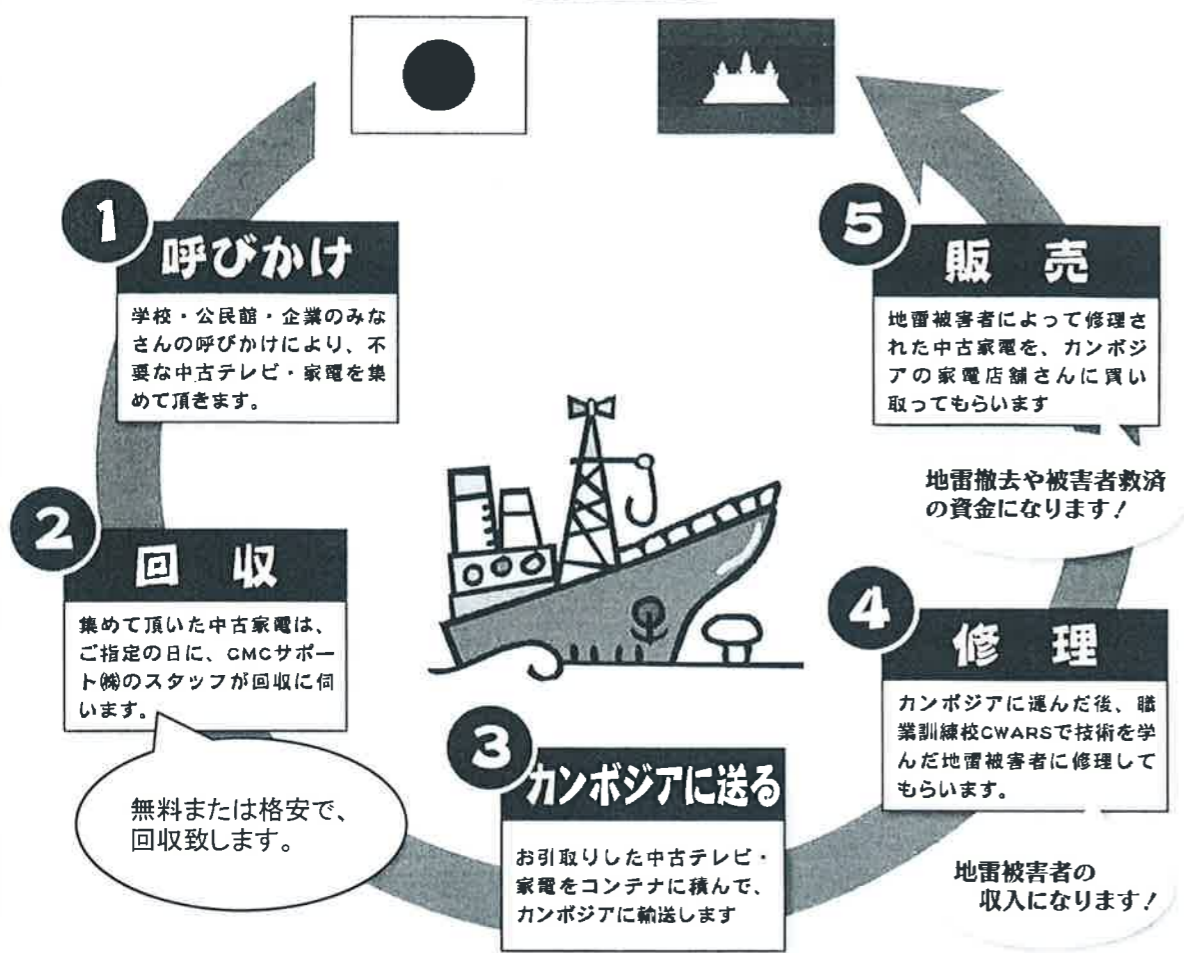 1
呼びかけ
学校・公民館・企業のみな
さんの呼びかけにより、不
要な中古テレビ・家電を集
めて頂きます。
2
回 収
集めて頂いた中古家電は、
ご指定の日に、CMCサポー
ト㈱のスタッフが回収に伺
います。
無料または格安で、
回収致します。
3
カンボジアに送る
お引取りした中古テレビ・
家電をコンテナに積んで、
カンボジアに輸送します
4
修 理
カンボジアに運んだ後、職
業訓練校CWARSで技術を学
んだ地雷被害者に修理して
もらいます。
地雷被害者の
収入になります!
5
販 売
地雷被害者によって修理さ
れた中古家電を、カンボジ
アの家電店舗さんに買い
取ってもらいます
地雷撤去や被害者救済
の資金になります!